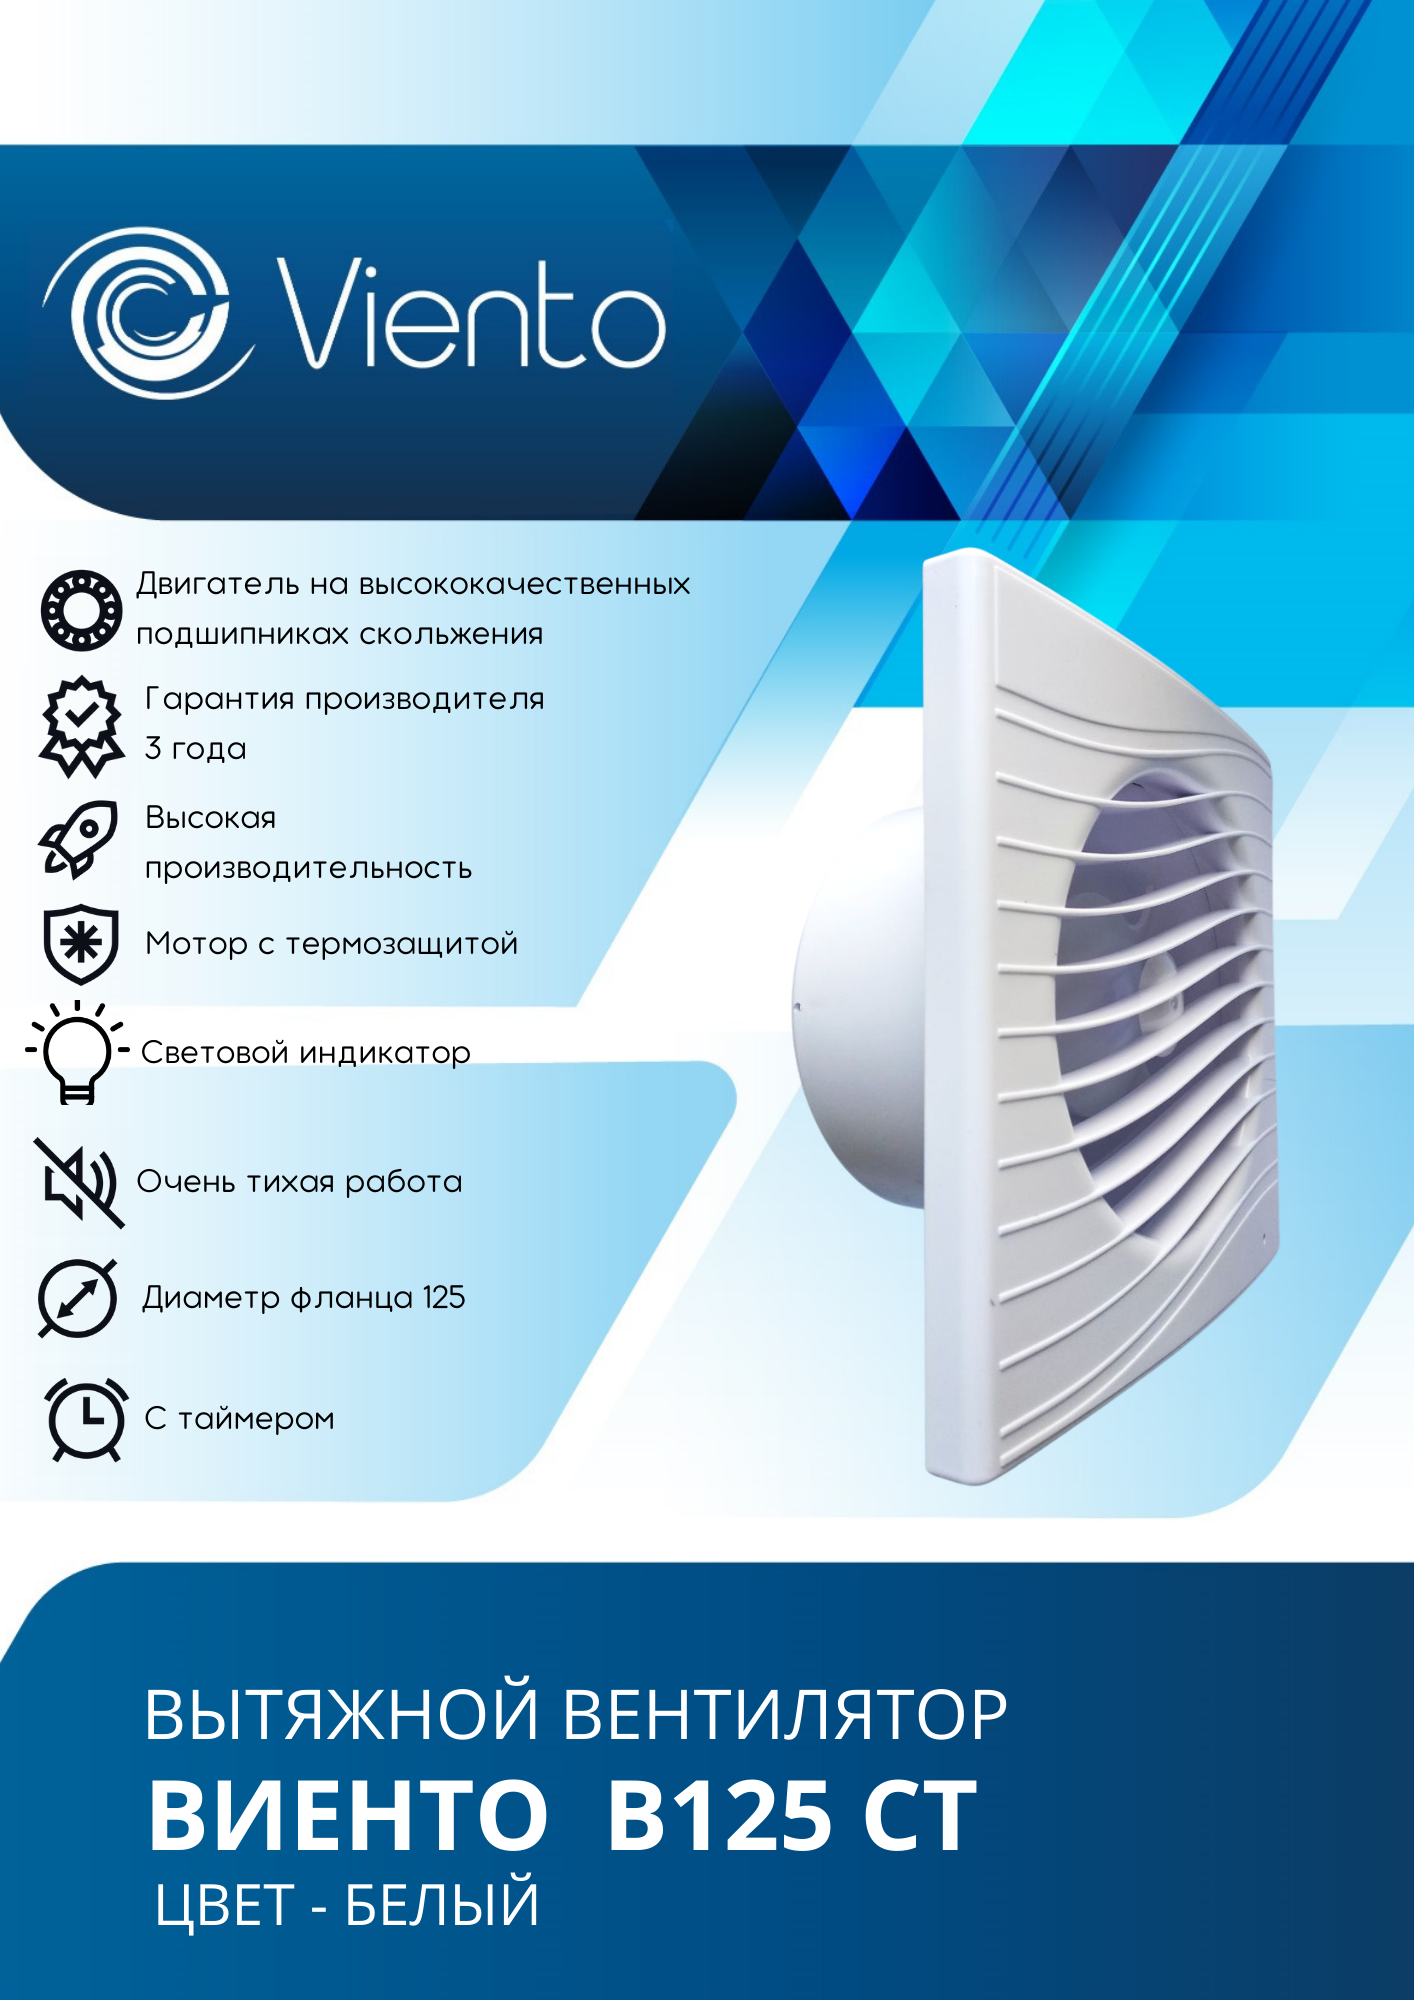 Viento
Двигатель на высококачественных
подшипниках скольжения
Гарантия производителя
3 года
Высокая
производительность
Мотор с термозащитой
Световой индикатор
Очень тихая работа
Диаметр фланца 125
С таймером
ВЫТЯЖНОЙ ВЕНТИЛЯТОР
ВИЕНТО В125 СТ
ЦВЕТ - БЕЛЫЙ